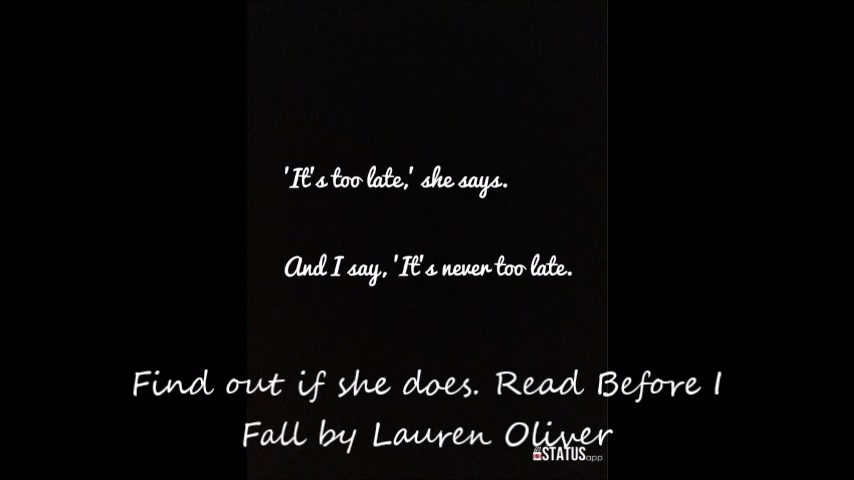 'It's too late,' she says.
And I say, 'It's never too late.
Find out if she does. Read Before I
Fall by Lauren Oliver
STATUS app